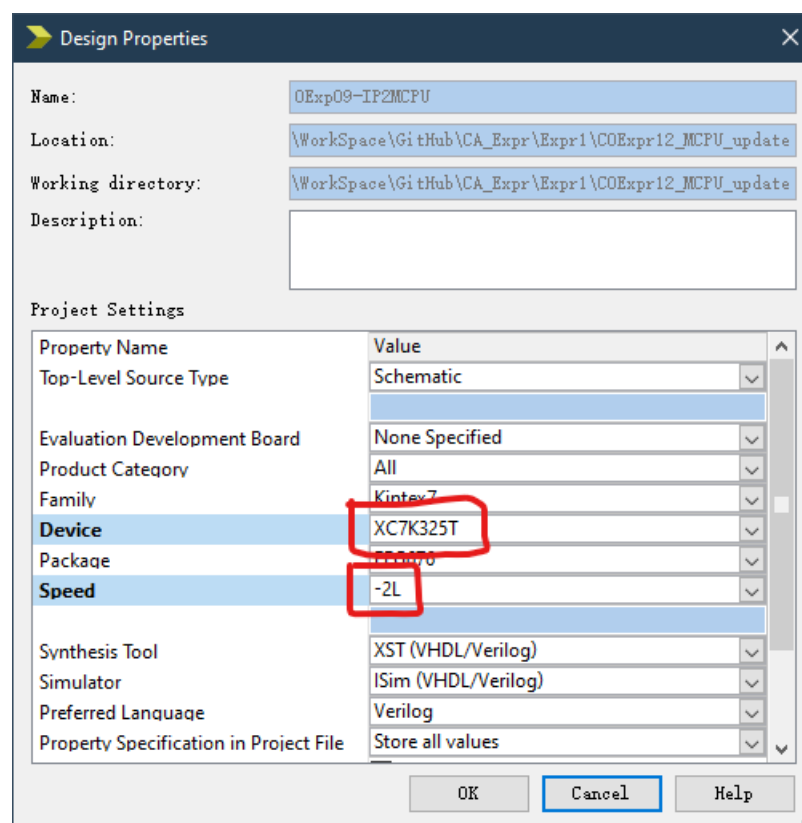 Design Properties
Name: OExp09-IP2MCPU
Location: \WorkSpace\GitHub\CA_Expr\Expr1\COExpr12_MCPU_update
Working directory: \WorkSpace\GitHub\CA_Expr\Expr1\COExpr12_MCPU_update
Description:
Project Settings
Property Name Value
Top-Level Source Type Schematic
Evaluation Development Board None Specified
Product Category All
Family Kintex7
Device XC7K325T
Package
Speed -2L
Synthesis Tool XST (VHDL/Verilog)
Simulator ISim (VHDL/Verilog)
Preferred Language Verilog
Property Specification in Project File Store all values
OK Cancel Help